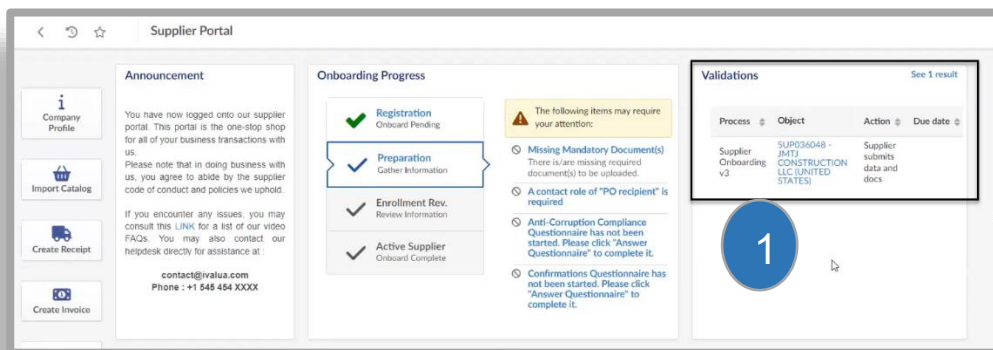 Supplier Portal
i
Company
Profile
Import Catalog
Create Receipt
Create Invoice
Announcement
You have now logged onto our supplier
portal. This portal is the one-stop shop
for all of your business transactions with
us.
Please note that in doing business with
us, you agree to abide by the supplier
code of conduct and policies we uphold.
If you encounter any issues, you may
consult this LINK for a list of our video
FAQs. You may also contact our
helpdesk directly for assistance at :
contact@ivalua.com
Phone : +1 545 454 XXXX
Onboarding Progress
Registration
Onboard Pending
Preparation
Gather Information
Enrollment Rev.
Review Information
Active Supplier
Onboard Complete
The following items may require
your attention:
Missing Mandatory Document(s)
There is/are missing required
document(s) to be uploaded.
A contact role of "PO recipient" is
required
Anti-Corruption Compliance
Questionnaire has not been
started. Please click "Answer
Questionnaire" to complete it.
Confirmations Questionnaire has
not been started. Please click
"Answer Questionnaire" to
complete it.
Validations
See 1 result
Process Object Action Due date
Supplier
Onboarding
v3
SUP036048 -
JMTJ
CONSTRUCTION
LLC (UNITED
STATES)
Supplier
submits
data and
docs
1